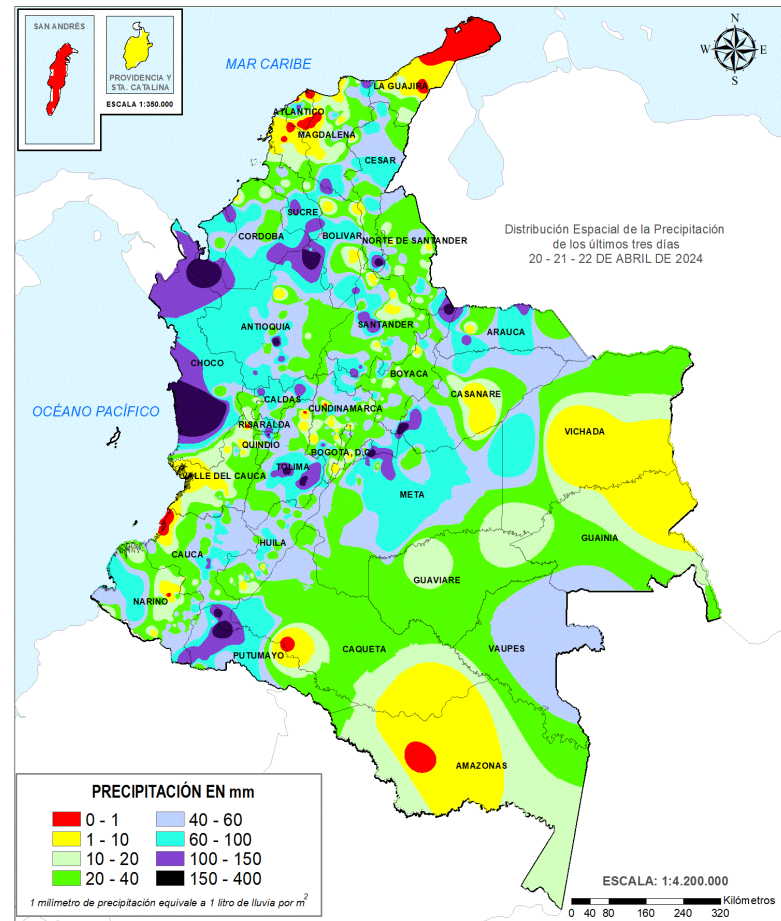 SAN ANDRÉS
PROVIDENCIA Y
STA. CATALINA
ESCALA 1:350.000
MAR CARIBE
N
W
E
S
LA GUAJIRA
ATLANTICO
MAGDALENA
CESAR
SUCRE
CORDOBA
BOLIVAR
NORTE DE SANTANDER
Distribución Espacial de la Precipitación
de los últimos tres días
20 - 21 - 22 DE ABRIL DE 2024
ANTIOQUIA
SANTANDER
ARAUCA
CHOCO
BOYACA
CASANARE
CALDAS
CUNDINAMARCA
OCÉANO PACÍFICO
RISARALDA
VICHADA
QUINDIO
BOGOTA, D.C.
TOLIMA
VALLE DEL CAUCA
META
GUAINIA
HUILA
CAUCA
GUAVIARE
NARIÑO
PUTUMAYO
CAQUETA
VAUPES
AMAZONAS
PRECIPITACIÓN EN mm
0 - 1
40 - 60
1 - 10
60 - 100
10 - 20
100 - 150
20 - 40
150 - 400
1 milímetro de precipitación equivale a 1 litro de lluvia por m2
ESCALA: 1:4.200.000
Kilómetros
0 40 80 160 240 320